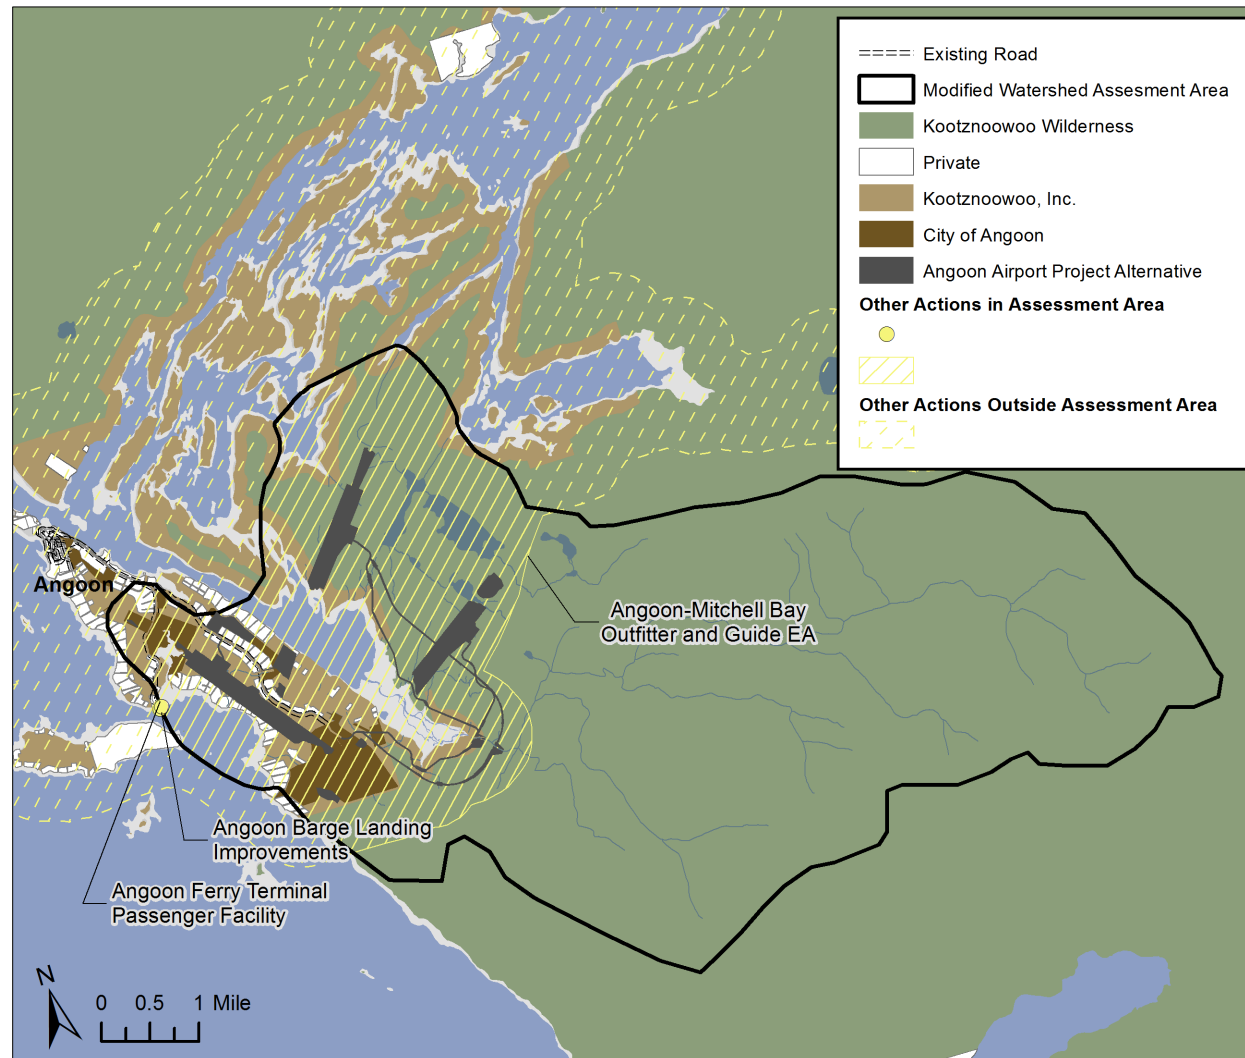 Existing Road
Modified Watershed Assesment Area
Kootznoowoo Wilderness
Private
Kootznoowoo, Inc.
City of Angoon
Angoon Airport Project Alternative
Other Actions in Assessment Area
Other Actions Outside Assessment Area
Angoon
Angoon-Mitchell Bay
Outfitter and Guide EA
Angoon Barge Landing
Improvements
Angoon Ferry Terminal
Passenger Facility
N
0 0.5 1 Mile